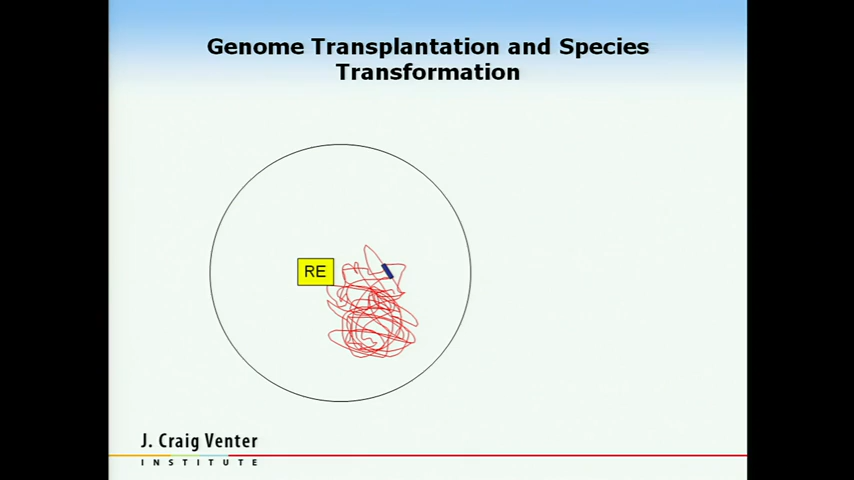 Genome Transplantation and Species
Transformation
RE
J. Craig Venter
INSTITUTE